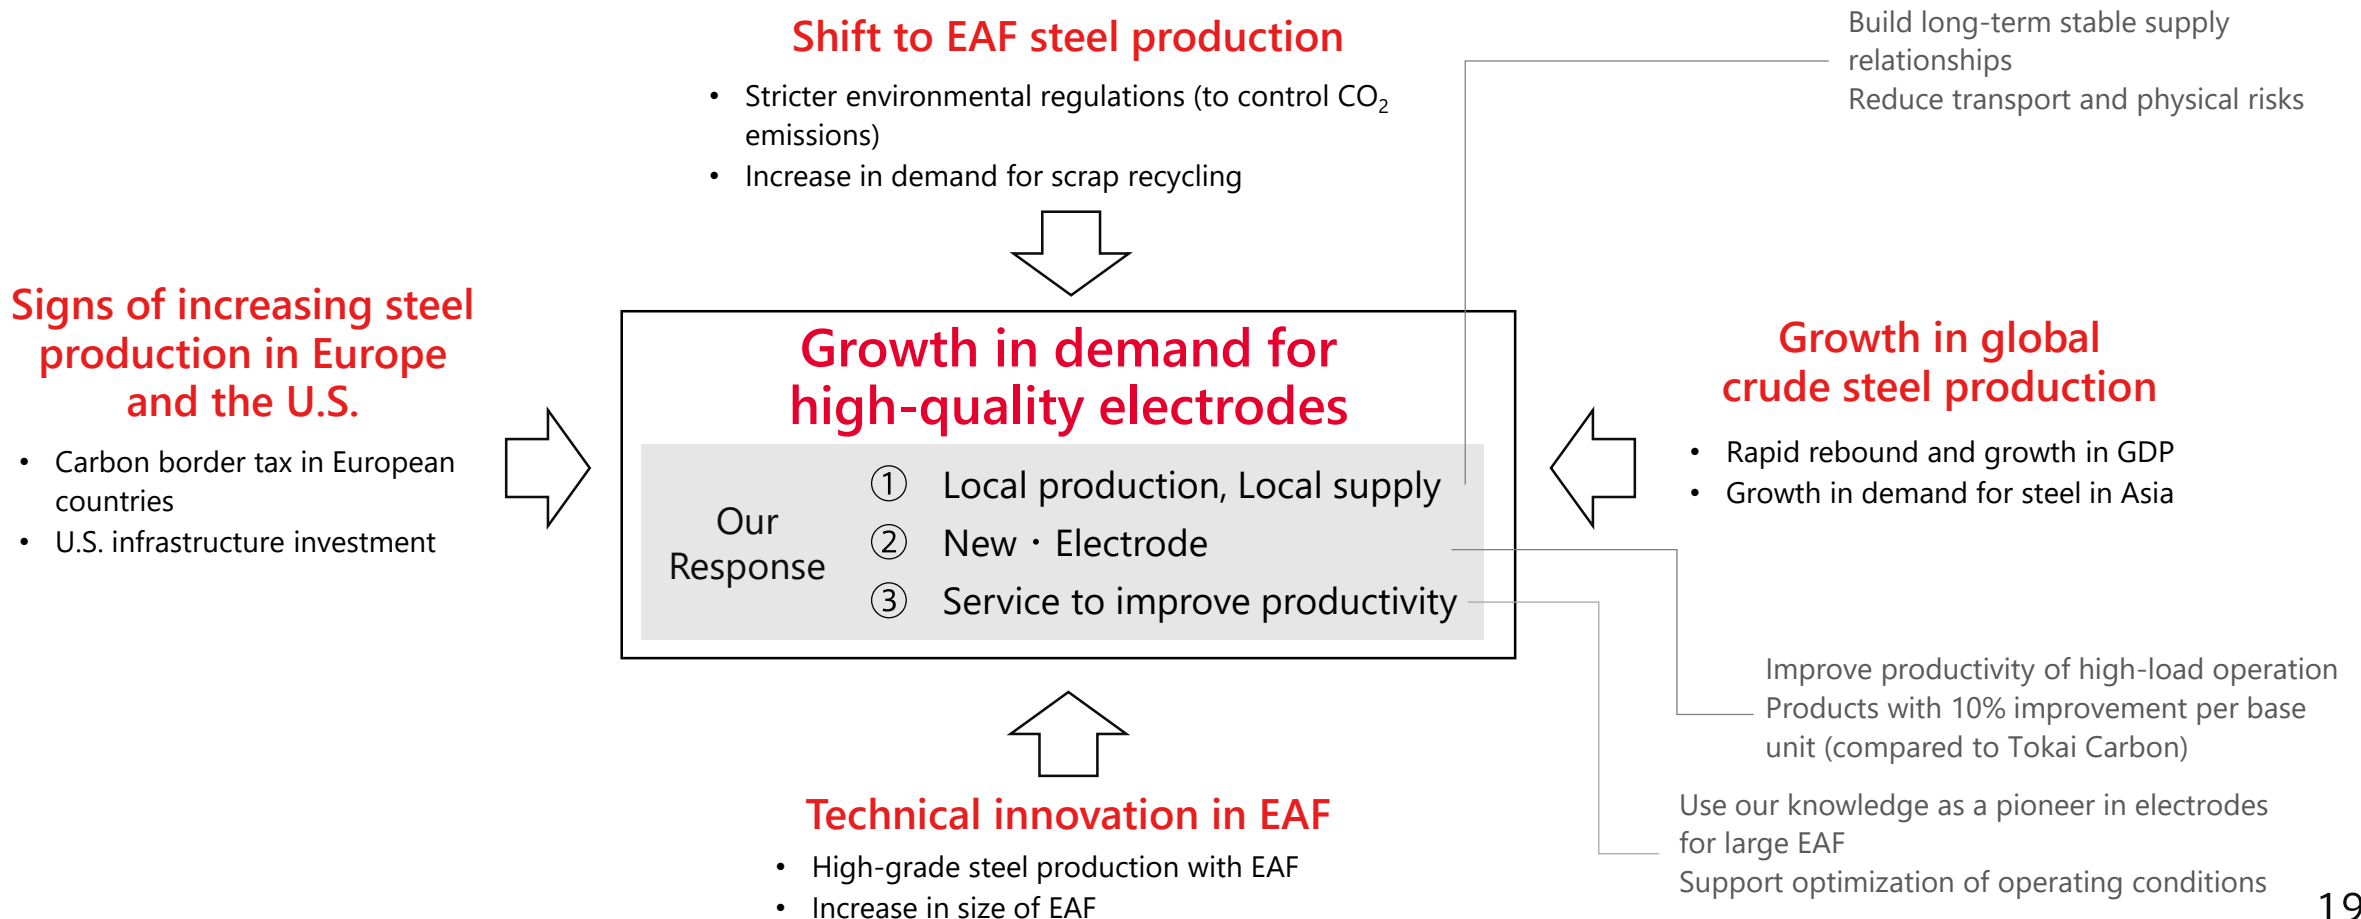 Shift to EAF steel production
• Stricter environmental regulations (to control CO₂
emissions)
• Increase in demand for scrap recycling
Build long-term stable supply
relationships
Reduce transport and physical risks
Signs of increasing steel
production in Europe
and the U.S.
• Carbon border tax in European
countries
• U.S. infrastructure investment
Growth in demand for
high-quality electrodes
Our
Response
① Local production, Local supply
② New・Electrode
③ Service to improve productivity
Growth in global
crude steel production
• Rapid rebound and growth in GDP
• Growth in demand for steel in Asia
Improve productivity of high-load operation
Products with 10% improvement per base
unit (compared to Tokai Carbon)
Use our knowledge as a pioneer in electrodes
for large EAF
Support optimization of operating conditions
Technical innovation in EAF
• High-grade steel production with EAF
• Increase in size of EAF
19